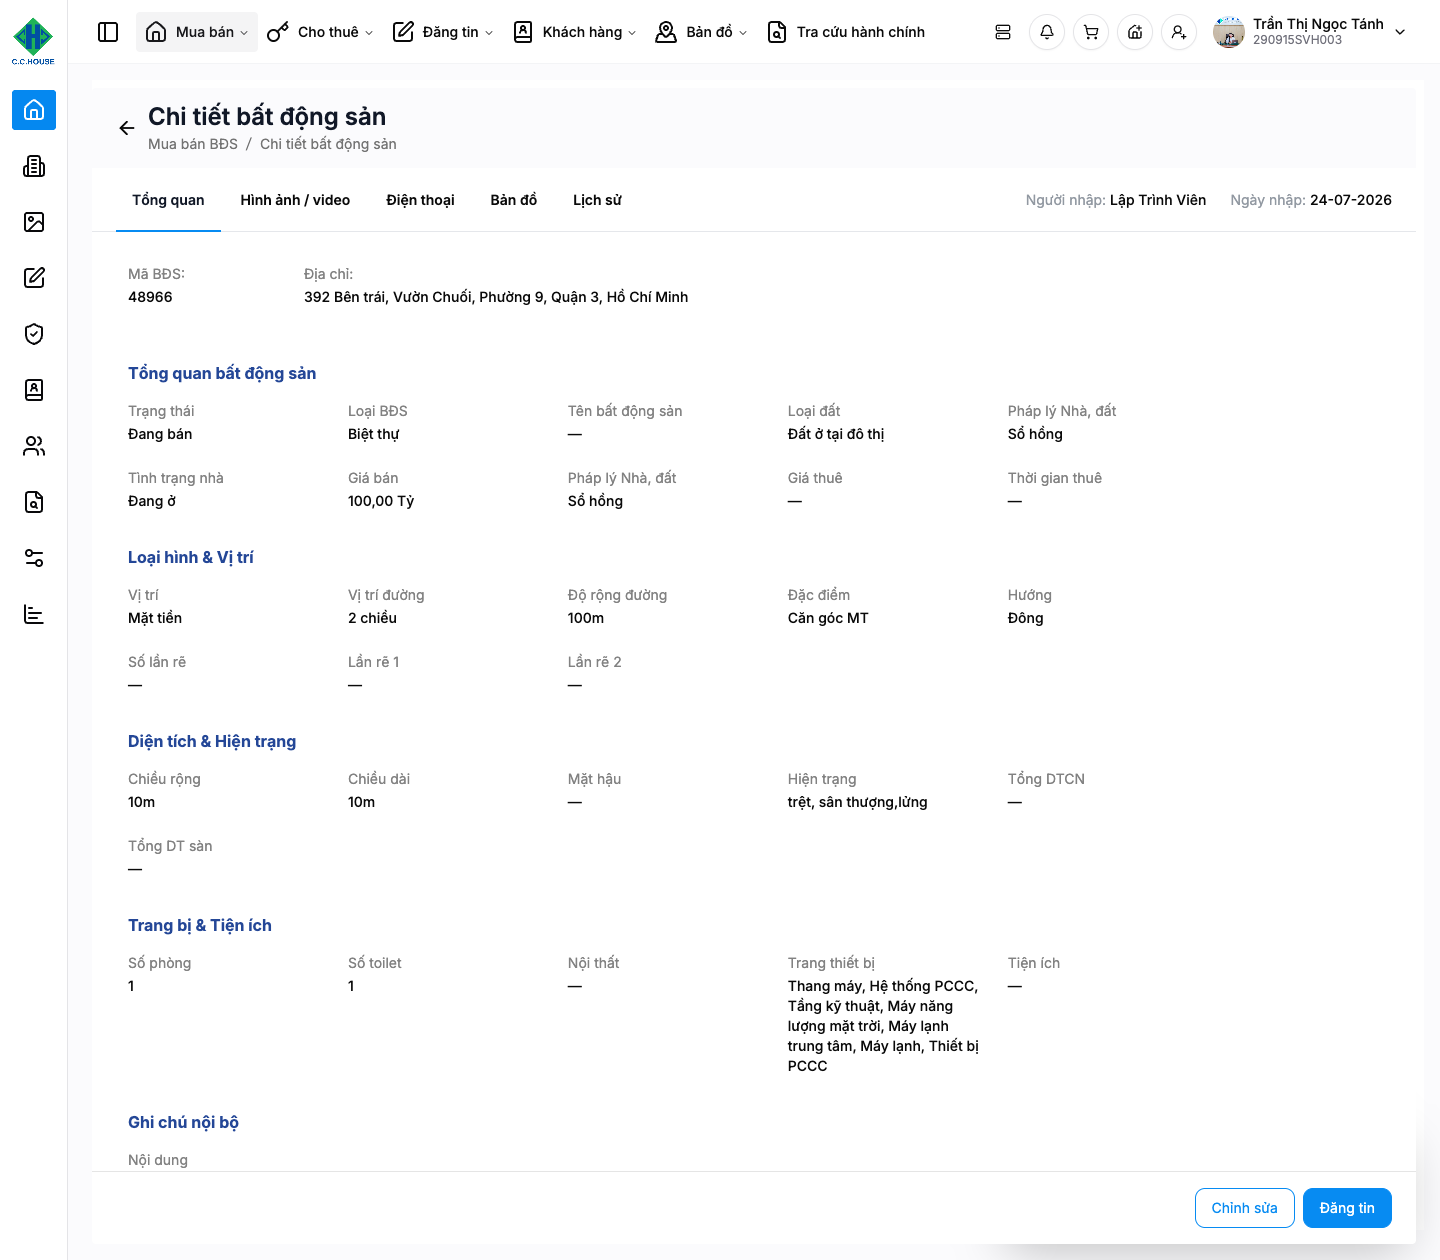 C.C.HOUSE
Mua bán
Cho thuê
Đăng tin
Khách hàng
Bản đồ
Tra cứu hành chính
Trần Thị Ngọc Tánh
290915SVH003
Chi tiết bất động sản
Mua bán BĐS / Chi tiết bất động sản
Tổng quan
Hình ảnh / video
Điện thoại
Bản đồ
Lịch sử
Người nhập: Lập Trình Viên
Ngày nhập: 24-07-2026
Mã BĐS:
48966
Địa chỉ:
392 Bên trái, Vườn Chuối, Phường 9, Quận 3, Hồ Chí Minh
Tổng quan bất động sản
Trạng thái
Đang bán
Loại BĐS
Biệt thự
Tên bất động sản
—
Loại đất
Đất ở tại đô thị
Pháp lý Nhà, đất
Sổ hồng
Tình trạng nhà
Đang ở
Giá bán
100,00 Tỷ
Pháp lý Nhà, đất
Sổ hồng
Giá thuê
—
Thời gian thuê
—
Loại hình & Vị trí
Vị trí
Mặt tiền
Vị trí đường
2 chiều
Độ rộng đường
100m
Đặc điểm
Căn góc MT
Hướng
Đông
Số lần rẽ
—
Lần rẽ 1
—
Lần rẽ 2
—
Diện tích & Hiện trạng
Chiều rộng
10m
Chiều dài
10m
Mặt hậu
—
Hiện trạng
trệt, sân thượng,lửng
Tổng DTCN
—
Tổng DT sàn
—
Trang bị & Tiện ích
Số phòng
1
Số toilet
1
Nội thất
—
Trang thiết bị
Thang máy, Hệ thống PCCC,
Tầng kỹ thuật, Máy năng
lượng mặt trời, Máy lạnh
trung tâm, Máy lạnh, Thiết bị
PCCC
Tiện ích
—
Ghi chú nội bộ
Nội dung
Chỉnh sửa
Đăng tin